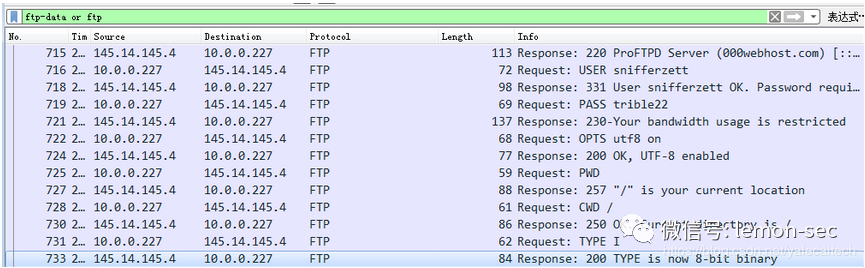 ftp-data or ftp 表达式…
No. Tim Source Destination Protocol Length Info
715 2… 145.14.145.4 10.0.0.227 FTP 113 Response: 220 ProFTPD Server (000webhost.com) [::…
716 2… 10.0.0.227 145.14.145.4 FTP 72 Request: USER snifferzett
718 2… 145.14.145.4 10.0.0.227 FTP 98 Response: 331 User snifferzett OK. Password requi…
719 2… 10.0.0.227 145.14.145.4 FTP 69 Request: PASS trible22
721 2… 145.14.145.4 10.0.0.227 FTP 137 Response: 230-Your bandwidth usage is restricted
722 2… 10.0.0.227 145.14.145.4 FTP 68 Request: OPTS utf8 on
724 2… 145.14.145.4 10.0.0.227 FTP 77 Response: 200 OK, UTF-8 enabled
725 2… 10.0.0.227 145.14.145.4 FTP 59 Request: PWD
727 2… 145.14.145.4 10.0.0.227 FTP 88 Response: 257 "/" is your current location
728 2… 10.0.0.227 145.14.145.4 FTP 61 Request: CWD /
730 2… 145.14.145.4 10.0.0.227 FTP 86 Response: 250 directory is /
731 2… 10.0.0.227 145.14.145.4 FTP 62 Request: TYPE I
微信号: lemon-sec
733 2… 145.14.145.4 10.0.0.227 FTP 84 Response: 200 TYPE is now 8-bit binary